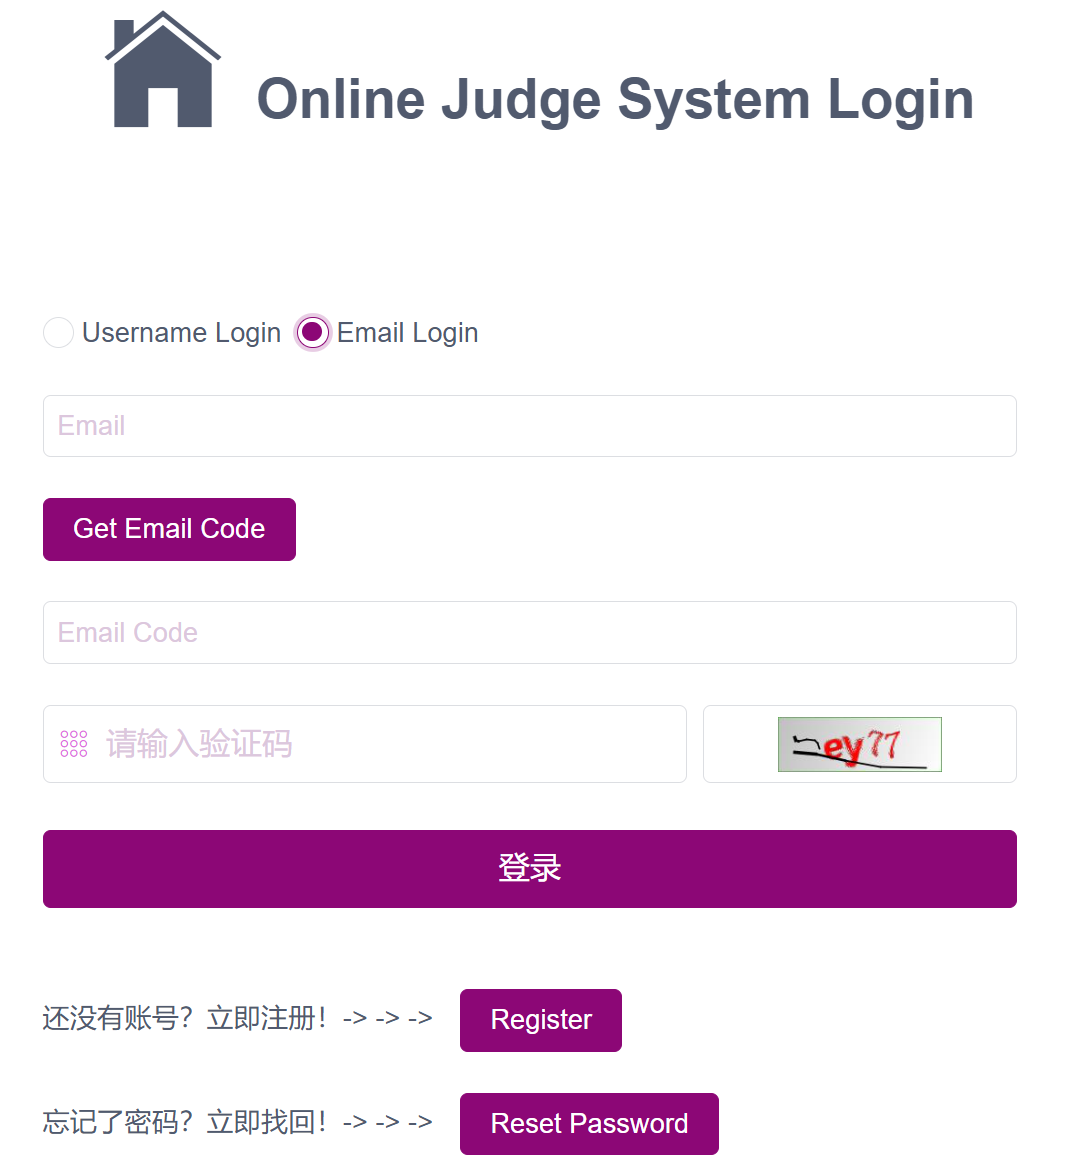 Online Judge System Login
Username Login Email Login
Email
Get Email Code
Email Code
请输入验证码
ey77
登录
还没有账号？立即注册！-> -> -> Register
忘记了密码？立即找回！-> -> -> Reset Password